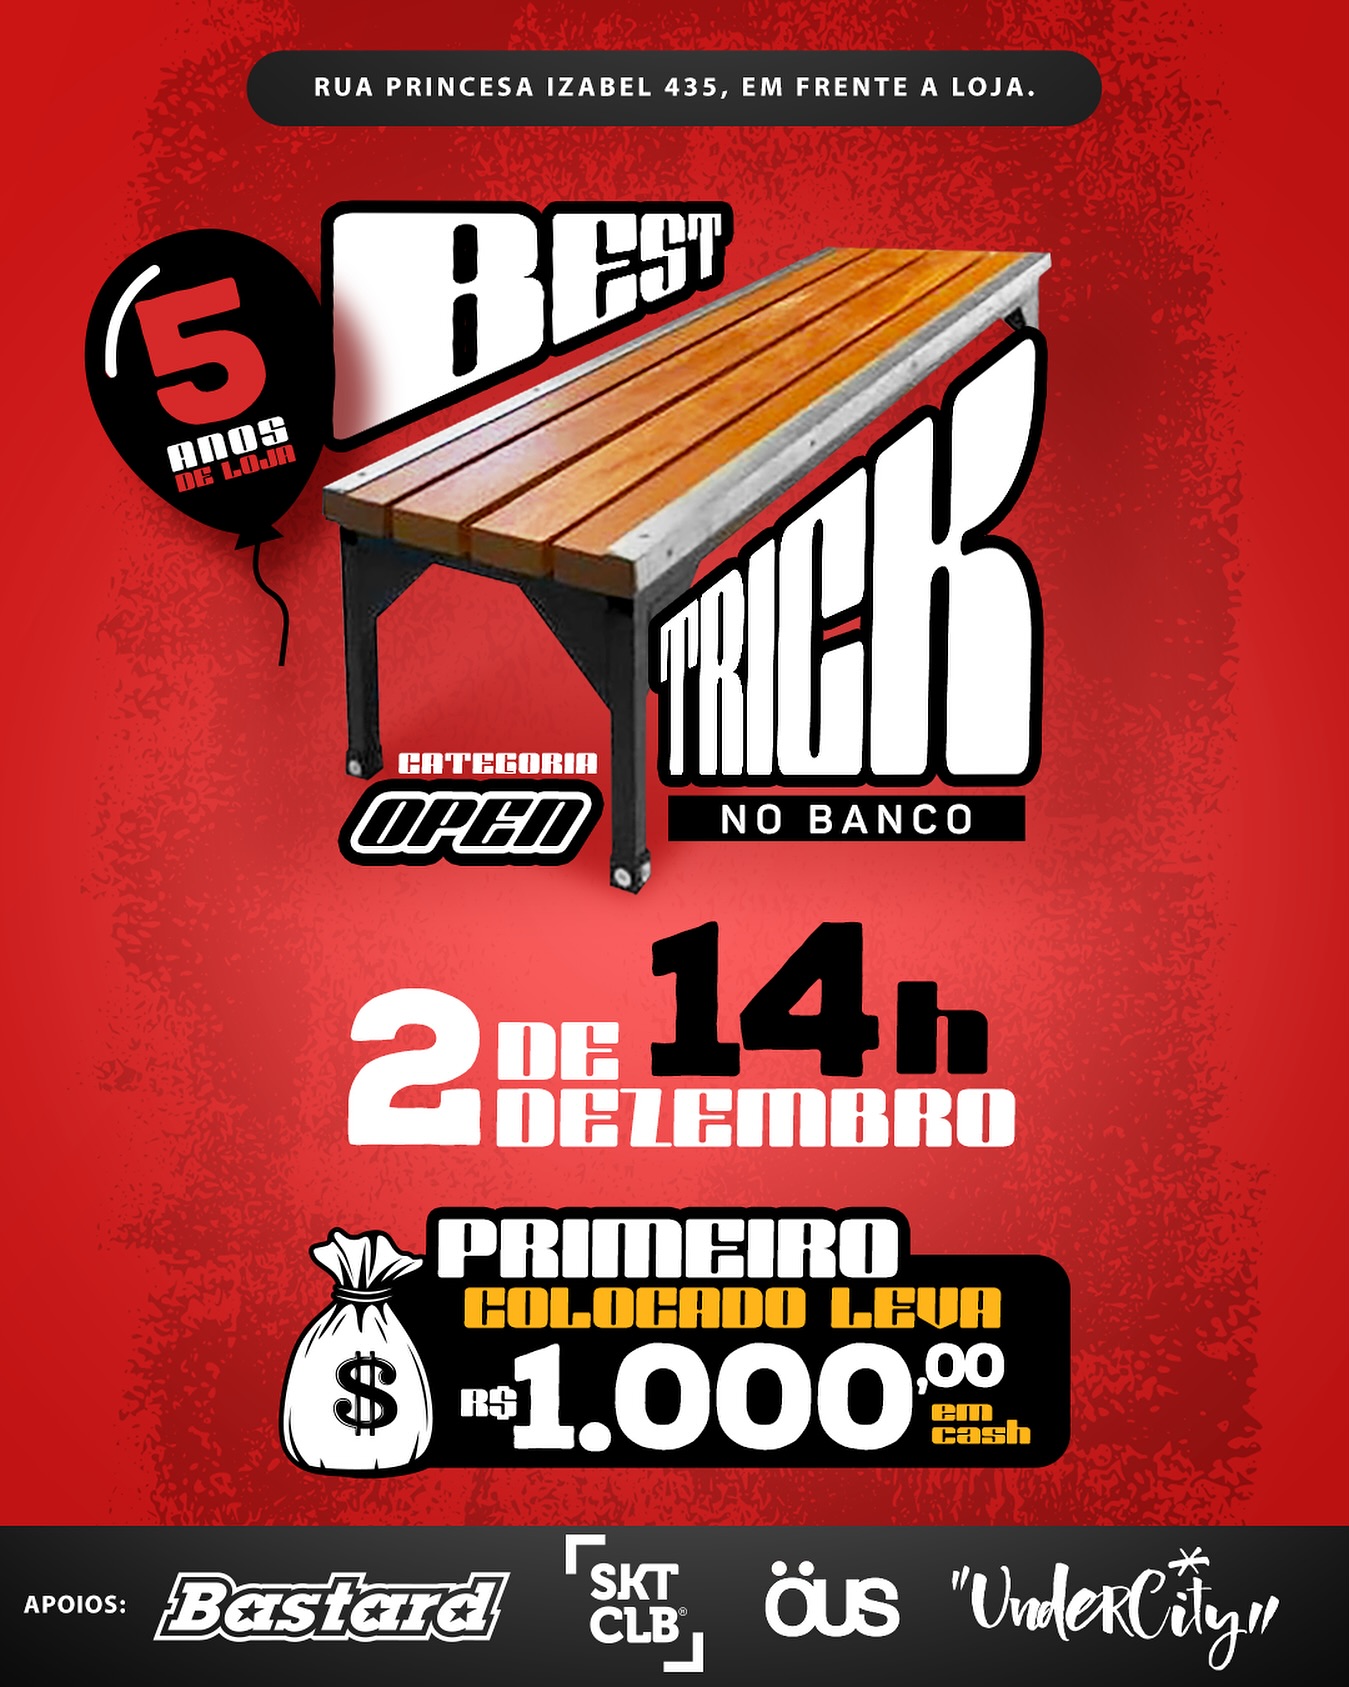 RUA PRINCESA IZABEL 435, EM FRENTE A LOJA.
BEST
5
ANOS
DE LOJA
TRICK
NO BANCO
CATEGORIA
OPEN
2 DE DEZEMBRO
14h
PRIMEIRO
COLOCADO LEVA
R$1.000,00
em
cash
$
APOIOS:
Bastard
SKT
CLB®
ÖUS
"UndeRCity"